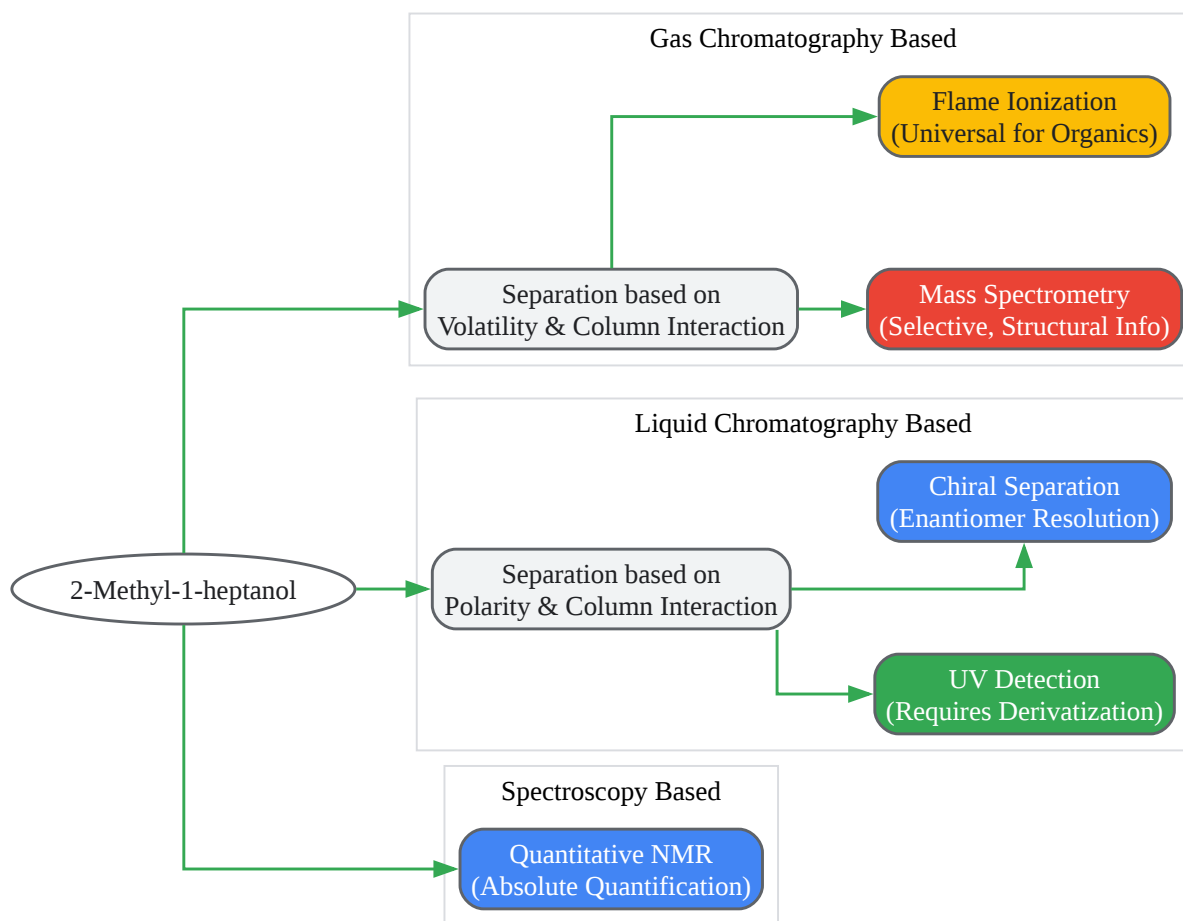 Gas Chromatography Based
Flame Ionization
(Universal for Organics)
Separation based on
Volatility & Column Interaction
Mass Spectrometry
(Selective, Structural Info)
Liquid Chromatography Based
Chiral Separation
(Enantiomer Resolution)
2-Methyl-1-heptanol
Separation based on
Polarity & Column Interaction
UV Detection
(Requires Derivatization)
Spectroscopy Based
Quantitative NMR
(Absolute Quantification)